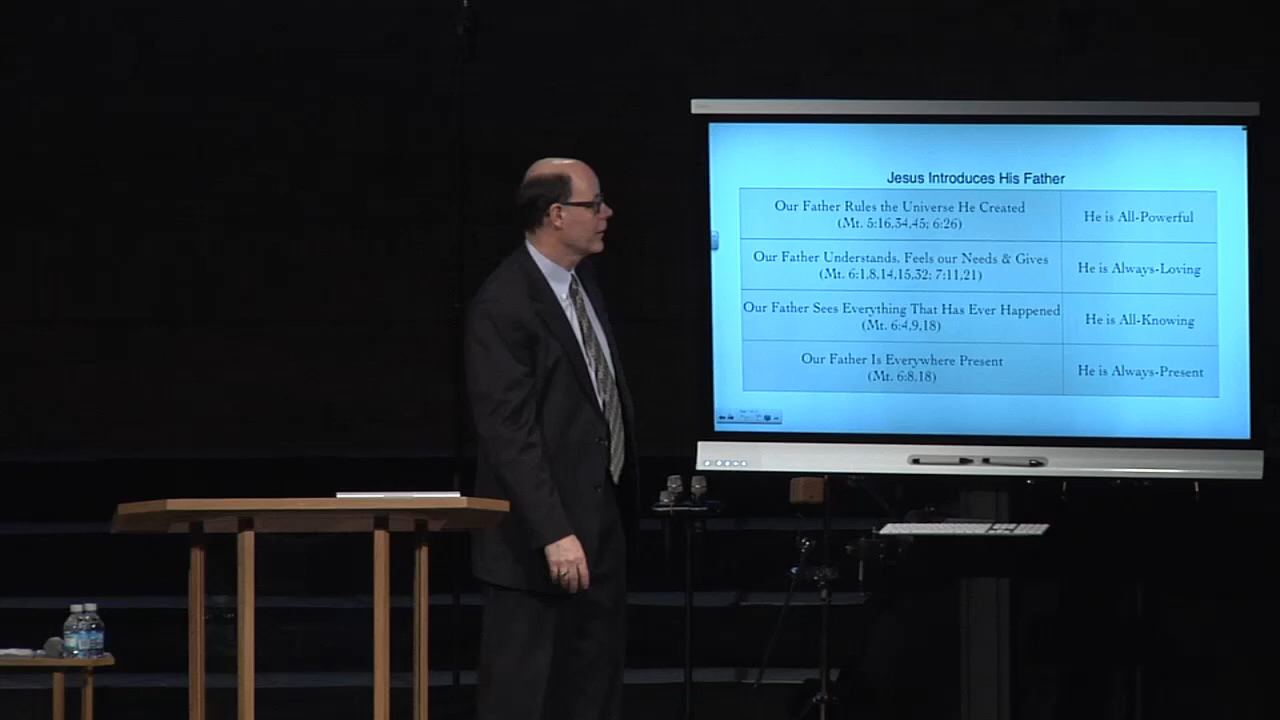 Jesus Introduces His Father
Our Father Rules the Universe He Created
(Mt. 5:16,34,45; 6:26)
He is All-Powerful
Our Father Understands, Feels our Needs & Gives
(Mt. 6:1,8,14,15,32; 7:11,21)
He is Always-Loving
Our Father Sees Everything That Has Ever Happened
(Mt. 6:4,9,18)
He is All-Knowing
Our Father Is Everywhere Present
(Mt. 6:8,18)
He is Always-Present